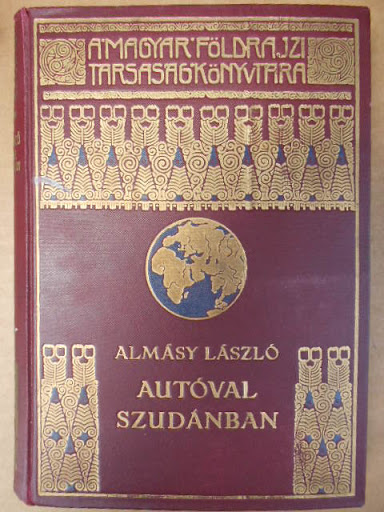 A MAGYAR FÖLDRAJZI
TÁRSASÁG KÖNYVTÁRA
ALMÁSY LÁSZLÓ
AUTÓVAL
SZUDÁNBAN